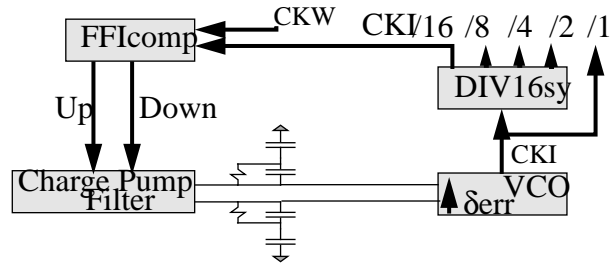 CKW
CKI/16 /8 /4 /2 /1
FFIcomp
DIV16sy
Up Down
CKI
Charge Pump
Filter
VCO
δerr